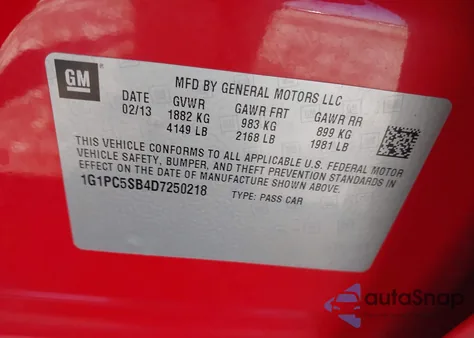 GM
MFD BY GENERAL MOTORS LLC
DATE GVWR GAWR FRT GAWR RR
02/13 1882 KG 983 KG 899 KG
4149 LB 2168 LB 1981 LB
THIS VEHICLE CONFORMS TO ALL APPLICABLE U.S. FEDERAL MOTOR
VEHICLE SAFETY, BUMPER, AND THEFT PREVENTION STANDARDS IN
EFFECT ON THE DATE OF MANUFACTURE SHOWN ABOVE.
1G1PC5SB4D7250218 TYPE: PASS CAR
autoSnap